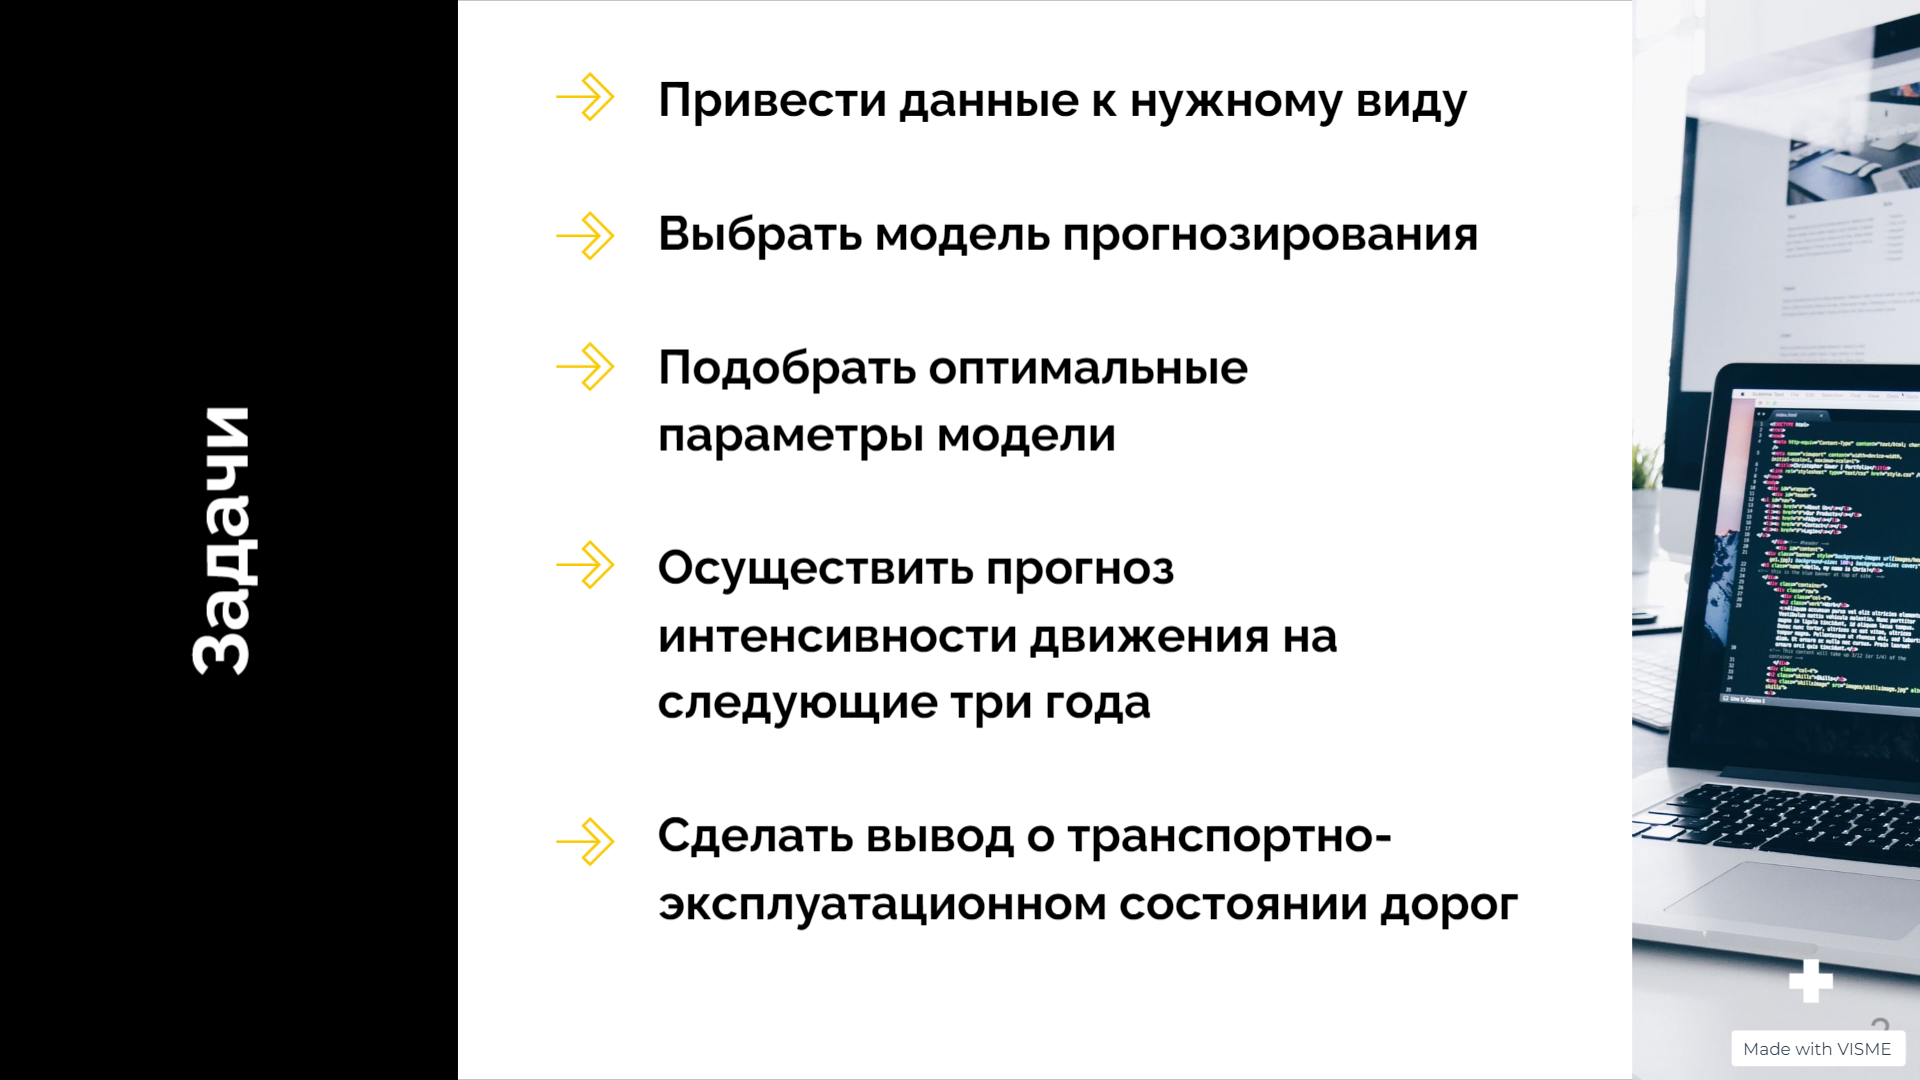 Задачи
Привести данные к нужному виду
Выбрать модель прогнозирования
Подобрать оптимальные
параметры модели
Осуществить прогноз
интенсивности движения на
следующие три года
Сделать вывод о транспортно-
эксплуатационном состоянии дорог
Made with VISME